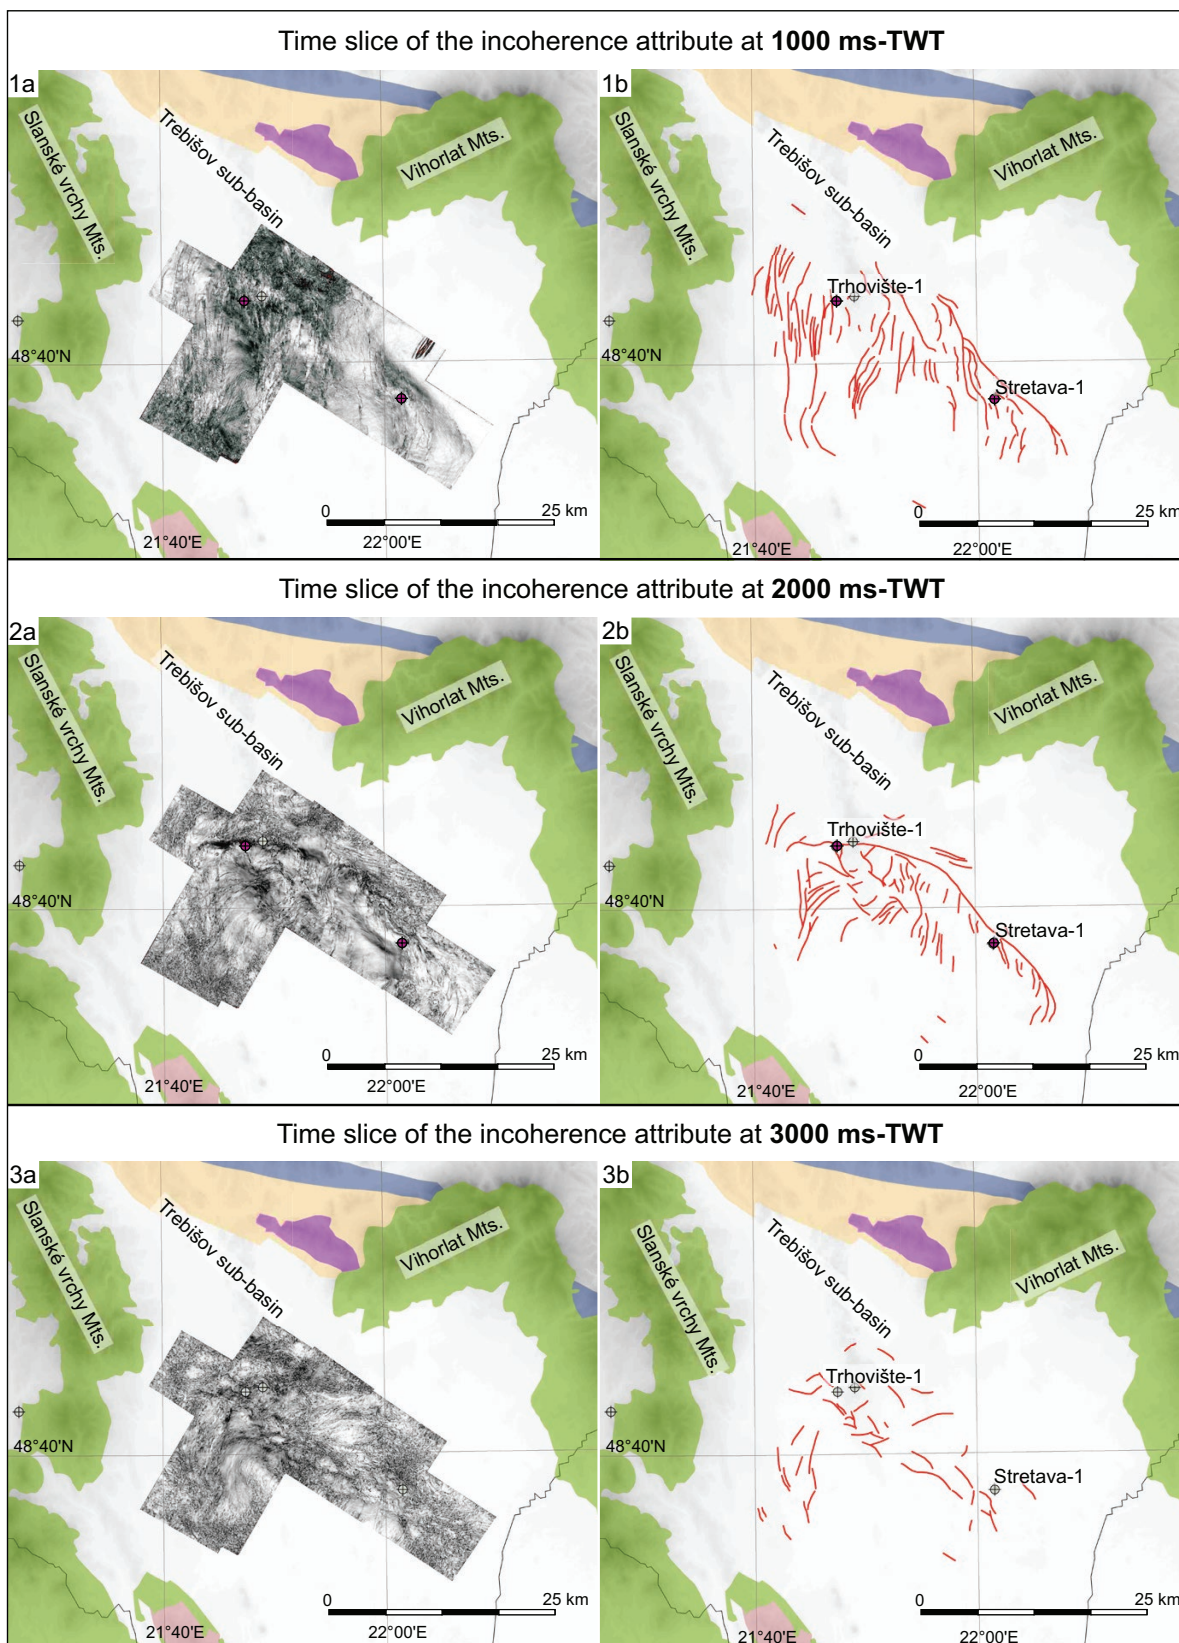 Time slice of the incoherence attribute at 1000 ms-TWT
1a
Slanské vrchy Mts.
Trebišov sub-basin
Vihorlat Mts.
48°40'N
0
25 km
21°40'E
22°00'E
1b
Slanské vrchy Mts.
Trebišov sub-basin
Vihorlat Mts.
Trhovište-1
48°40'N
Stretava-1
0
25 km
21°40'E
22°00'E
Time slice of the incoherence attribute at 2000 ms-TWT
2a
Slanské vrchy Mts.
Trebišov sub-basin
Vihorlat Mts.
48°40'N
0
25 km
21°40'E
22°00'E
2b
Slanské vrchy Mts.
Trebišov sub-basin
Vihorlat Mts.
Trhovište-1
48°40'N
Stretava-1
0
25 km
21°40'E
22°00'E
Time slice of the incoherence attribute at 3000 ms-TWT
3a
Slanské vrchy Mts.
Trebišov sub-basin
Vihorlat Mts.
48°40'N
0
25 km
21°40'E
22°00'E
3b
Slanské vrchy Mts.
Trebišov sub-basin
Vihorlat Mts.
Trhovište-1
48°40'N
Stretava-1
0
25 km
21°40'E
22°00'E